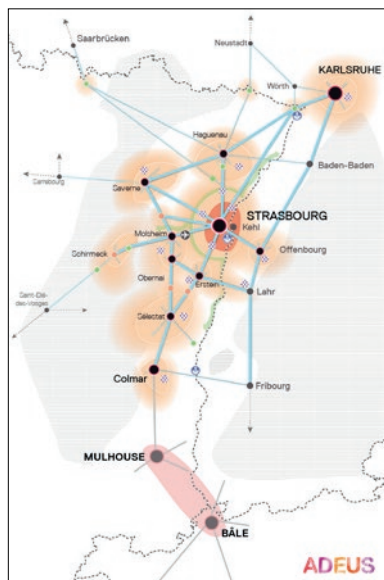 Saarbrücken
Neustadt
Wörth
KARLSRUHE
Haguenau
Baden-Baden
Sarrebourg
Saverne
STRASBOURG
Kehl
Molsheim
Schirmeck
Offenbourg
Obernai
Erstein
Lahr
Saint-Dié-
des-Vosges
Sélestat
Colmar
Fribourg
MULHOUSE
BÂLE
ADEUS